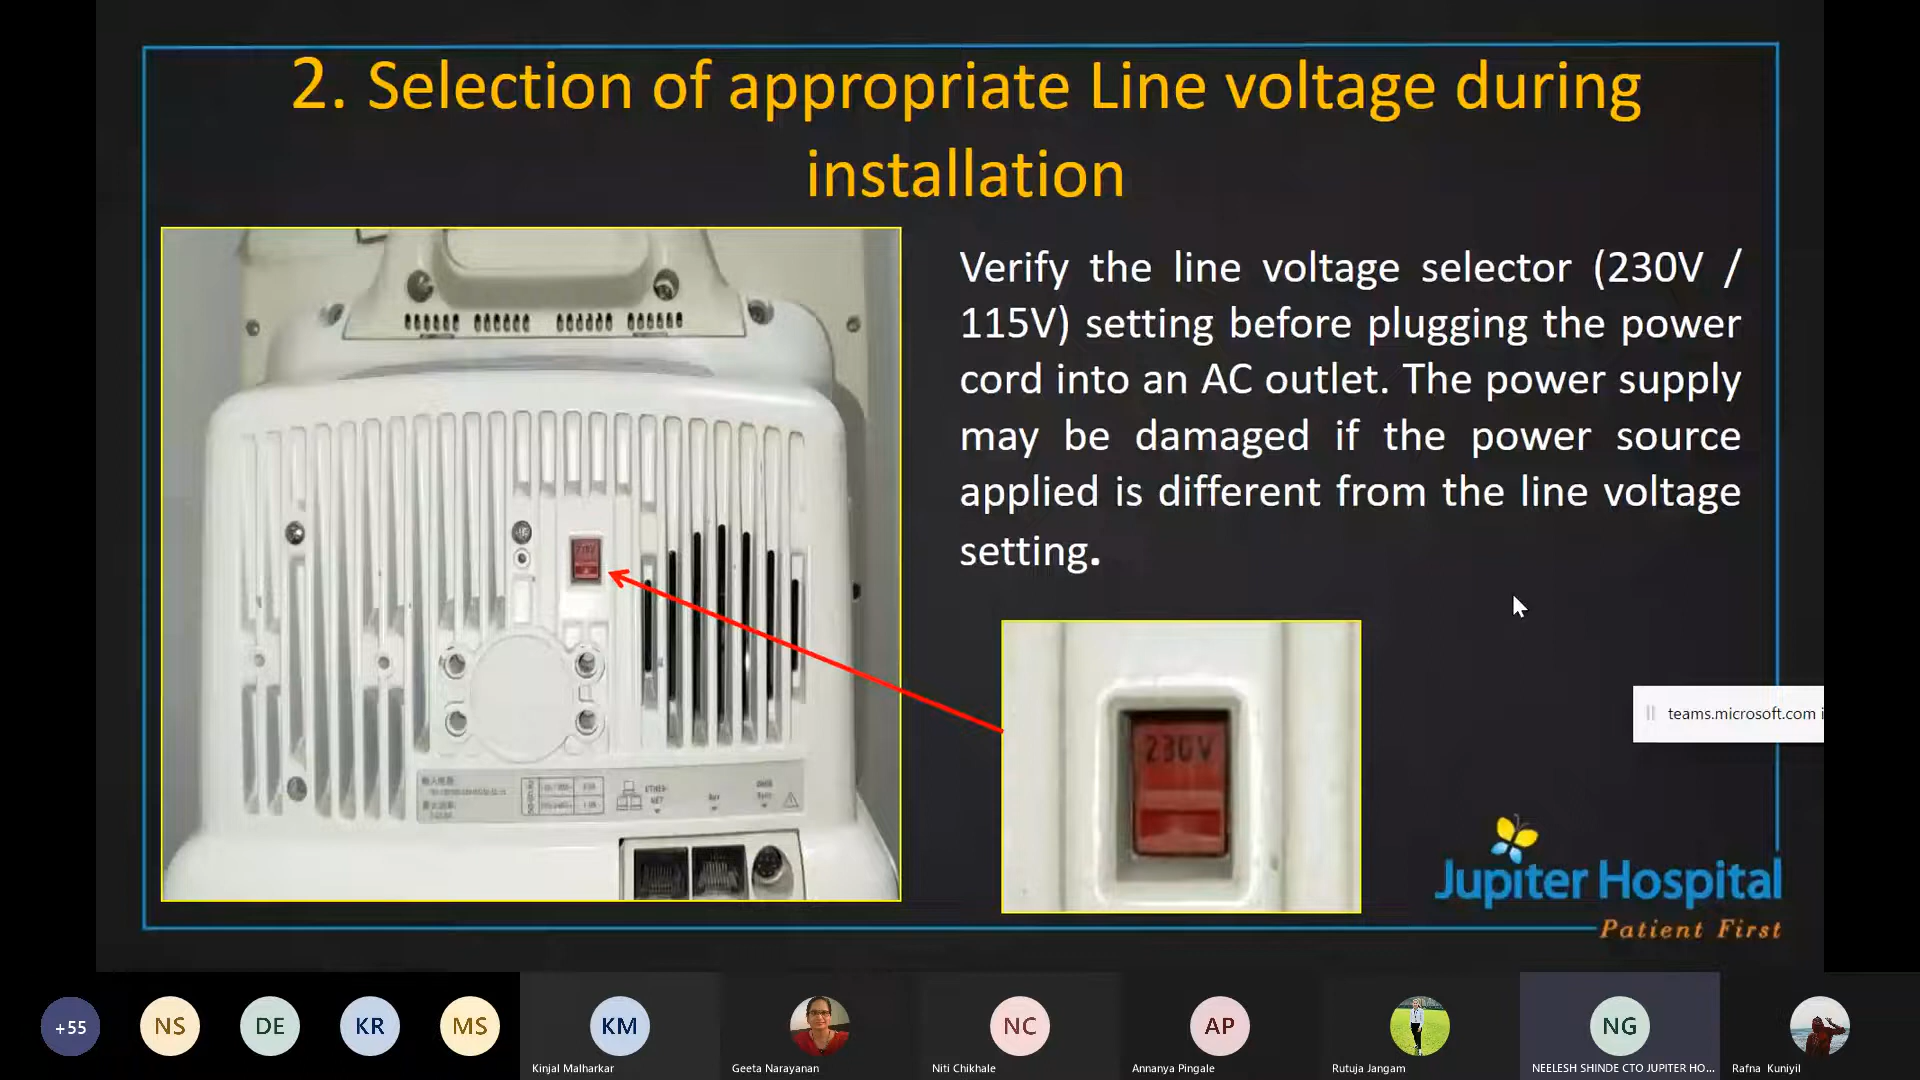 2. Selection of appropriate Line voltage during
installation
Verify the line voltage selector (230V /
115V) setting before plugging the power
cord into an AC outlet. The power supply
may be damaged if the power source
applied is different from the line voltage
setting.
230V
ETHER-
NET
teams.microsoft.com
230V
Jupiter Hospital
Patient First
+55
NS
DE
KR
MS
KM
NC
AP
NG
Kinjal Malharkar
Geeta Narayanan
Niti Chikhale
Annanya Pingale
Rutuja Jangam
NEELESH SHINDE CTO JUPITER HO...
Rafna Kuniyil